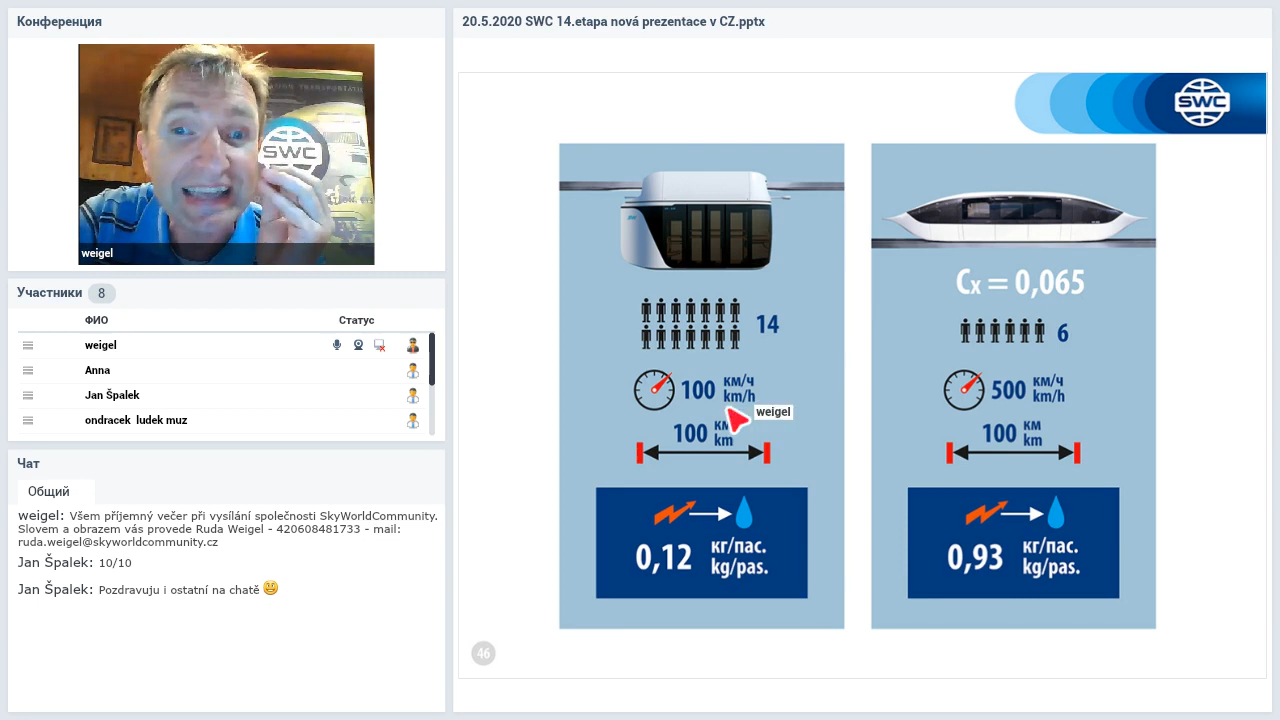 Конференция
SWC
weigel
Участники 8
ФИО Статус
weigel
Anna
Jan Špalek
ondracek ludek muz
Чат
Общий
weigel: Všem příjemný večer při vysílání společnosti SkyWorldCommunity.
Slovem a obrazem vás provede Ruda Weigel - 420608481733 - mail:
ruda.weigel@skyworldcommunity.cz
Jan Špalek: 10/10
Jan Špalek: Pozdravuju i ostatní na chatě
20.5.2020 SWC 14.etapa nová prezentace v CZ.pptx
SWC
14
100 км/ч
km/h
weigel
100 км
km
0,12 кг/пас.
kg/pas.
Cx = 0,065
6
500 км/ч
km/h
100 км
km
0,93 кг/пас.
kg/pas.
46